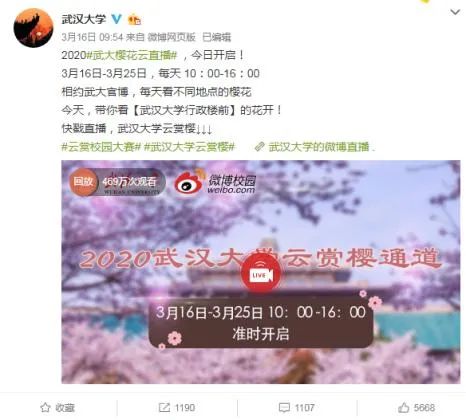 武汉大学
3月16日 09:54 来自 微博网页版 已编辑
2020#武大樱花云直播#，今日开启！
3月16日-3月25日，每天 10：00-16：00
相约武大官博，每天看不同地点的樱花
今天，带你看【武汉大学行政楼前】的花开！
快戳直播，武汉大学云赏樱↓↓↓
#云赏校园大赛# #武汉大学云赏樱# 武汉大学的微博直播 .
回放 469万次观看
WUHAN UNIVERSITY
微博校园
weibo.com
2020武汉大学云赏樱通道
LIVE
3月16日-3月25日 10：00-16：00
准时开启
收藏 1190 1107 5668